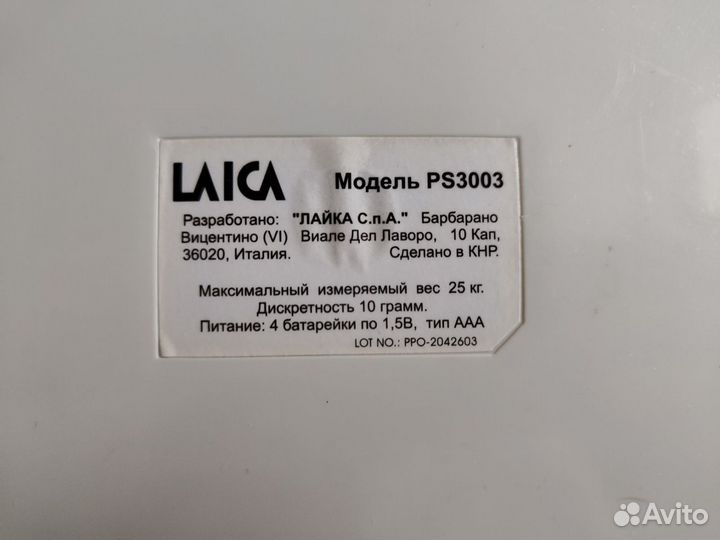 LAICA Модель PS3003
Разработано: "ЛАЙКА С.п.А." Барбарано
Вицентино (VI) Виале Дел Лаворо, 10 Кап,
36020, Италия. Сделано в КНР.
Максимальный измеряемый вес 25 кг.
Дискретность 10 грамм.
Питание: 4 батарейки по 1,5В, тип ААА
LOT NO.: PPO-2042603
Avito